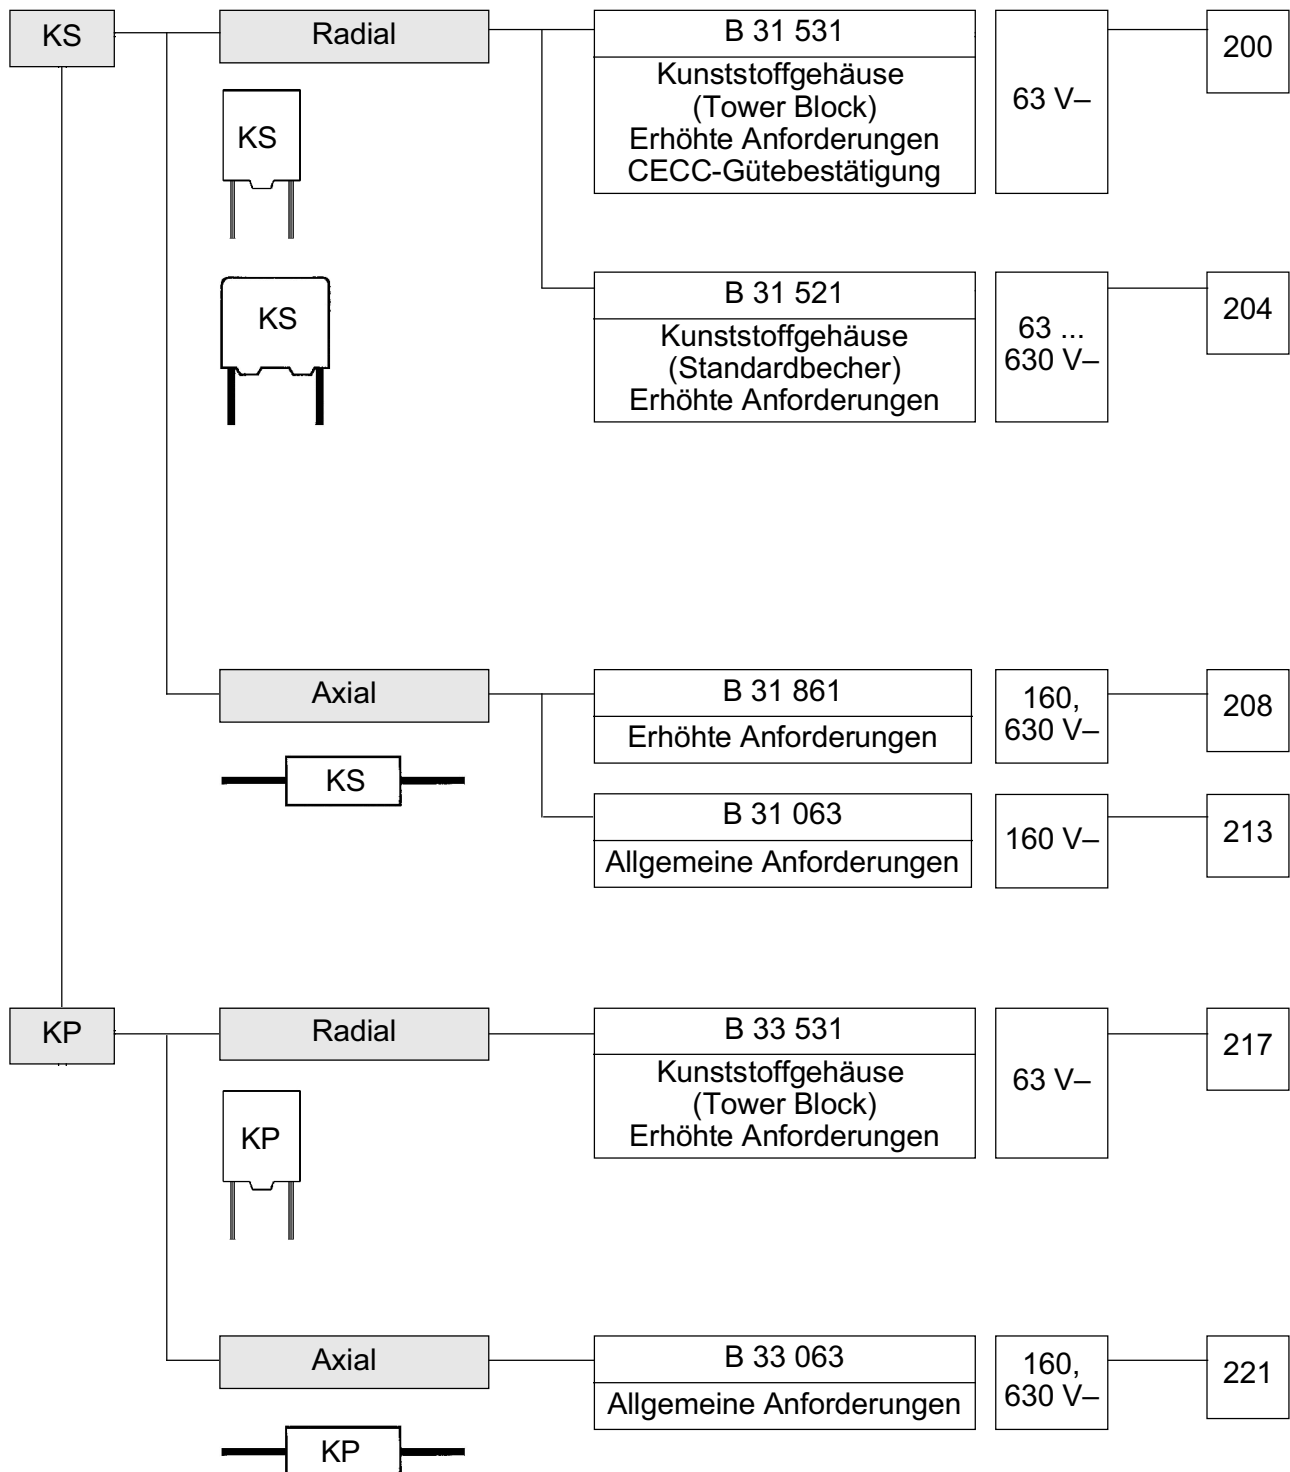 KS
Radial
B 31 531
Kunststoffgehäuse
(Tower Block)
Erhöhte Anforderungen
CECC-Gütebestätigung
63 V–
200
KS
KS
B 31 521
Kunststoffgehäuse
(Standardbecher)
Erhöhte Anforderungen
63 ...
630 V–
204
Axial
B 31 861
Erhöhte Anforderungen
160,
630 V–
208
KS
B 31 063
Allgemeine Anforderungen
160 V–
213
KP
Radial
B 33 531
Kunststoffgehäuse
(Tower Block)
Erhöhte Anforderungen
63 V–
217
KP
Axial
B 33 063
Allgemeine Anforderungen
160,
630 V–
221
KP